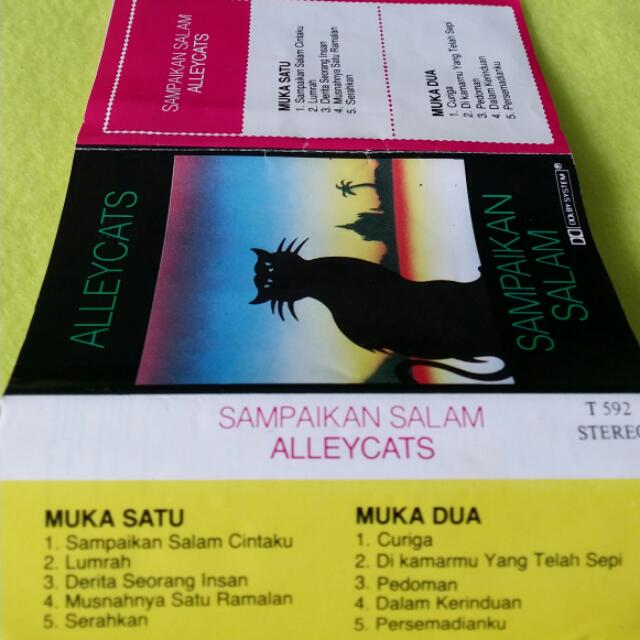 SAMPAIKAN SALAM
ALLEYCATS
MUKA SATU
1. Sampaikan Salam Cintaku
2. Lumrah
3. Derita Seorang Insan
4. Musnahnya Satu Ramalan
5. Serahkan
MUKA DUA
1. Curiga
2. Di kamarmu Yang Telah Sepi
3. Pedoman
4. Dalam Kerinduan
5. Persemadianku
ALLEYCATS
SAMPAIKAN
SALAM
DOLBY SYSTEM®
SAMPAIKAN SALAM
ALLEYCATS
T 592
STEREO
MUKA SATU
1. Sampaikan Salam Cintaku
2. Lumrah
3. Derita Seorang Insan
4. Musnahnya Satu Ramalan
5. Serahkan
MUKA DUA
1. Curiga
2. Di kamarmu Yang Telah Sepi
3. Pedoman
4. Dalam Kerinduan
5. Persemadianku